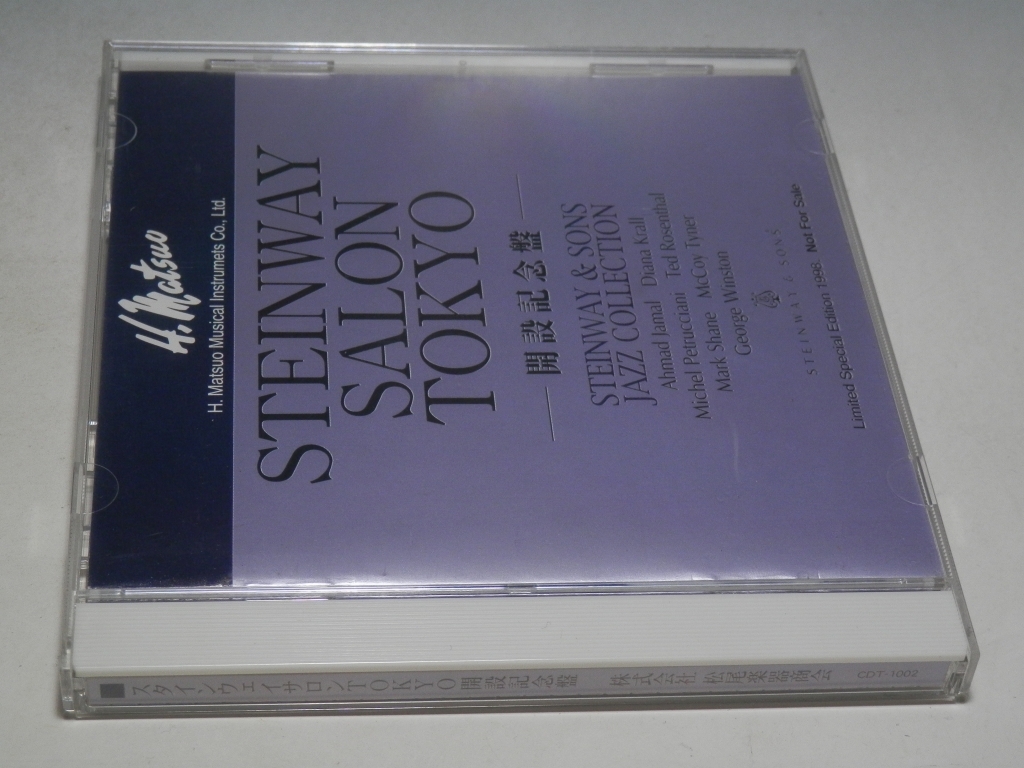 H. Matsuo
H. Matsuo Musical Instrumets Co., Ltd.
STEINWAY
SALON
TOKYO
開設記念盤
STEINWAY & SONS
JAZZ COLLECTION
Ahmad Jamal Diana Krall
Michel Petrucciani Ted Rosenthal
Mark Shane McCoy Tyner
George Winston
STEINWAY & SONS
Limited Special Edition 1998 Not For Sale
スタインウェイサロンTOKYO開設記念盤 株式会社 松尾楽器商会